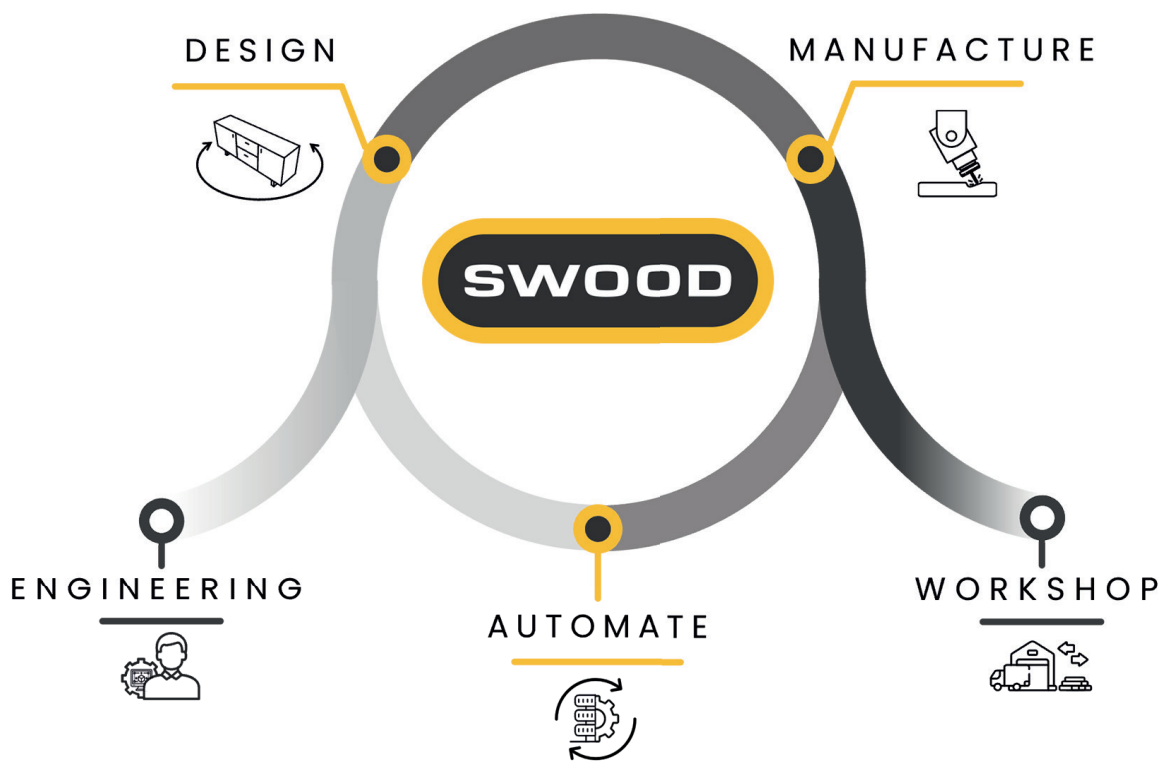 DESIGN
MANUFACTURE
SWOOD
ENGINEERING
AUTOMATE
WORKSHOP